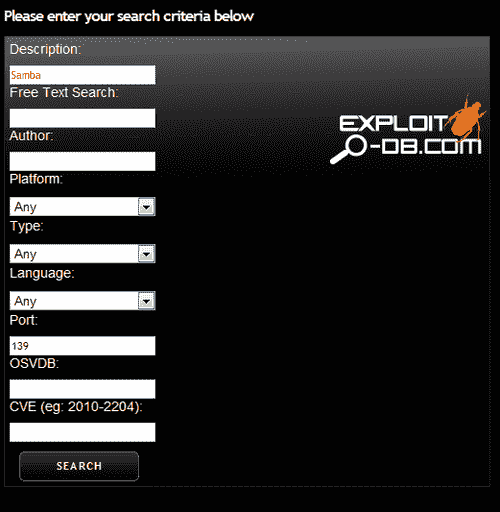 Please enter your search criteria below
Description:
Samba
Free Text Search:
EXPLOIT
-DB.COM
Author:
Platform:
Any
Type:
Any
Language:
Any
Port:
139
OSVDB:
CVE (eg: 2010-2204):
SEARCH